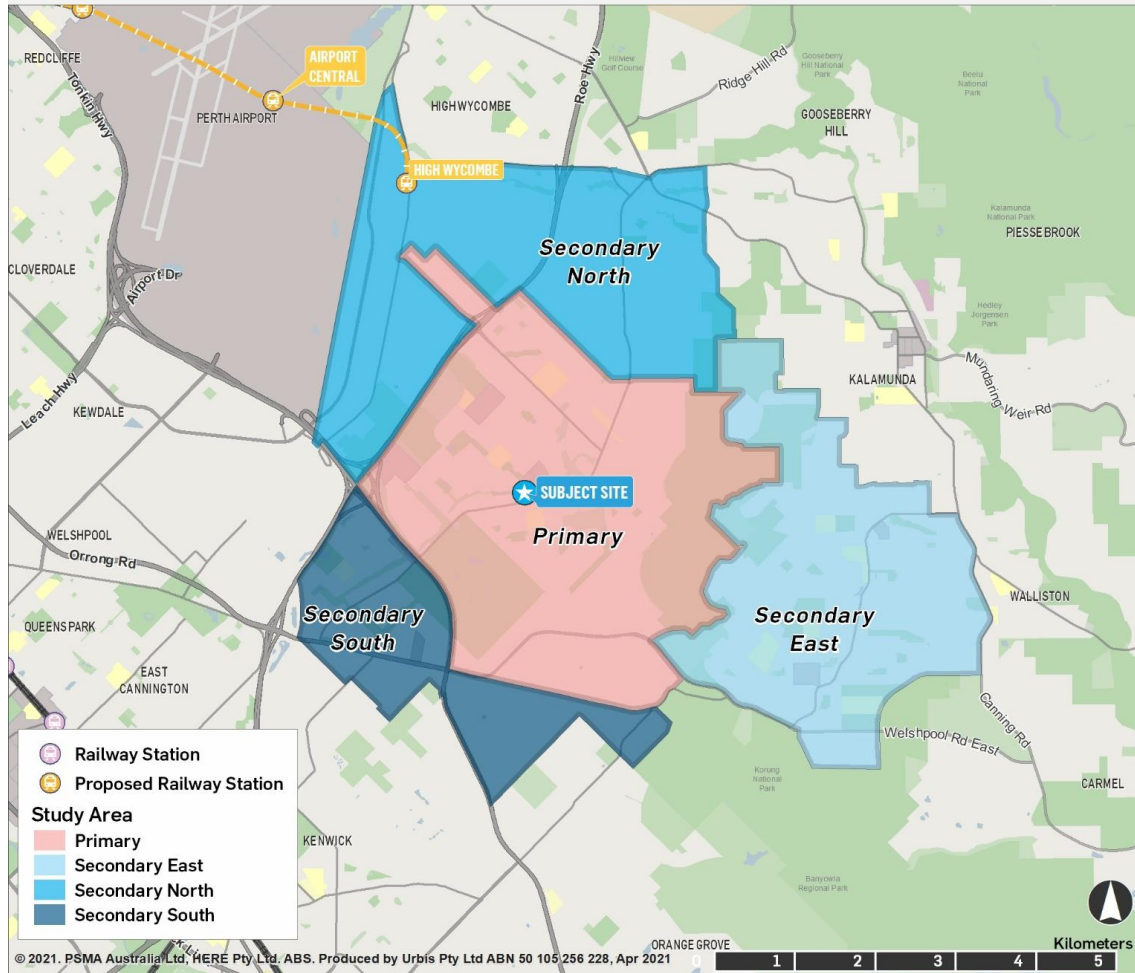 REDCLIFFE
Tonkin Hwy
AIRPORT
CENTRAL
PERTH AIRPORT
HIGH WYCOMBE
Hillview
Golf Course
Roe Hwy
Ridge Hill Rd
Gooseberry
Hill National
Park
GOOSEBERRY
HILL
Beelu
National
Park
HIGH WYCOMBE
Kalamunda
National Park
PIESSE BROOK
CLOVERDALE
Airport Dr
Secondary
North
Hedley
Jorgensen
Park
Leach Hwy
KEWDALE
KALAMUNDA
Mundaring Weir Rd
SUBJECT SITE
Primary
WELSHPOOL
Orrong Rd
WALLISTON
Secondary
South
Secondary
East
QUEENS PARK
EAST
CANNINGTON
Canning Rd
Welshpool Rd East
Korung
National
Park
CARMEL
KENWICK
Banyowla
Regional Park
ORANGE GROVE
Railway Station
Proposed Railway Station
Study Area
Primary
Secondary East
Secondary North
Secondary South
Kilometers
0 1 2 3 4 5
© 2021. PSMA Australia Ltd, HERE Pty Ltd. ABS. Produced by Urbis Pty Ltd ABN 50 105 256 228, Apr 2021